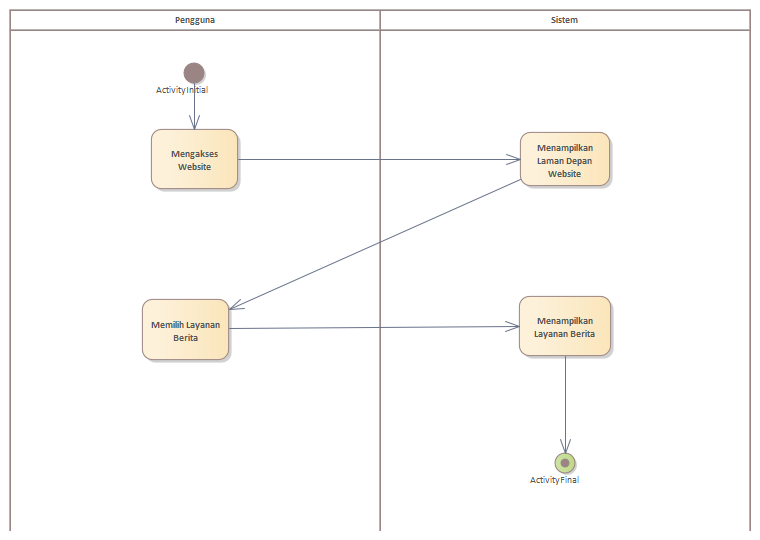 Pengguna
Sistem
ActivityInitial
Mengakses
Website
Menampilkan
Laman Depan
Website
Memilih Layanan
Berita
Menampilkan
Layanan Berita
ActivityFinal